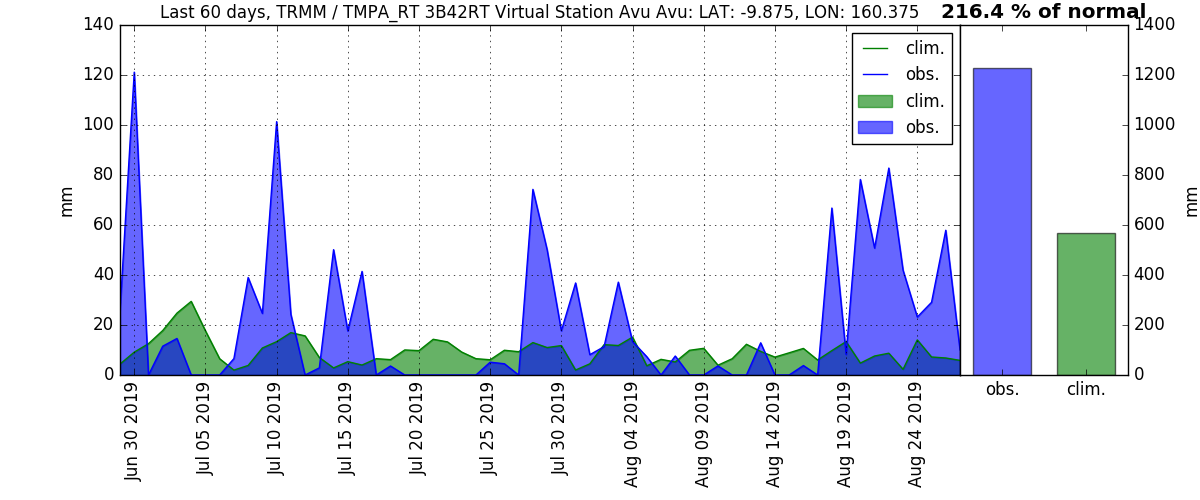 Last 60 days, TRMM / TMPA_RT 3B42RT Virtual Station Avu Avu: LAT: -9.875, LON: 160.375
216.4 % of normal
140
120
100
80
60
40
20
0
mm
clim.
obs.
clim.
obs.
Jun 30 2019
Jul 05 2019
Jul 10 2019
Jul 15 2019
Jul 20 2019
Jul 25 2019
Jul 30 2019
Aug 04 2019
Aug 09 2019
Aug 14 2019
Aug 19 2019
Aug 24 2019
1400
1200
1000
800
600
400
200
0
mm
obs.
clim.